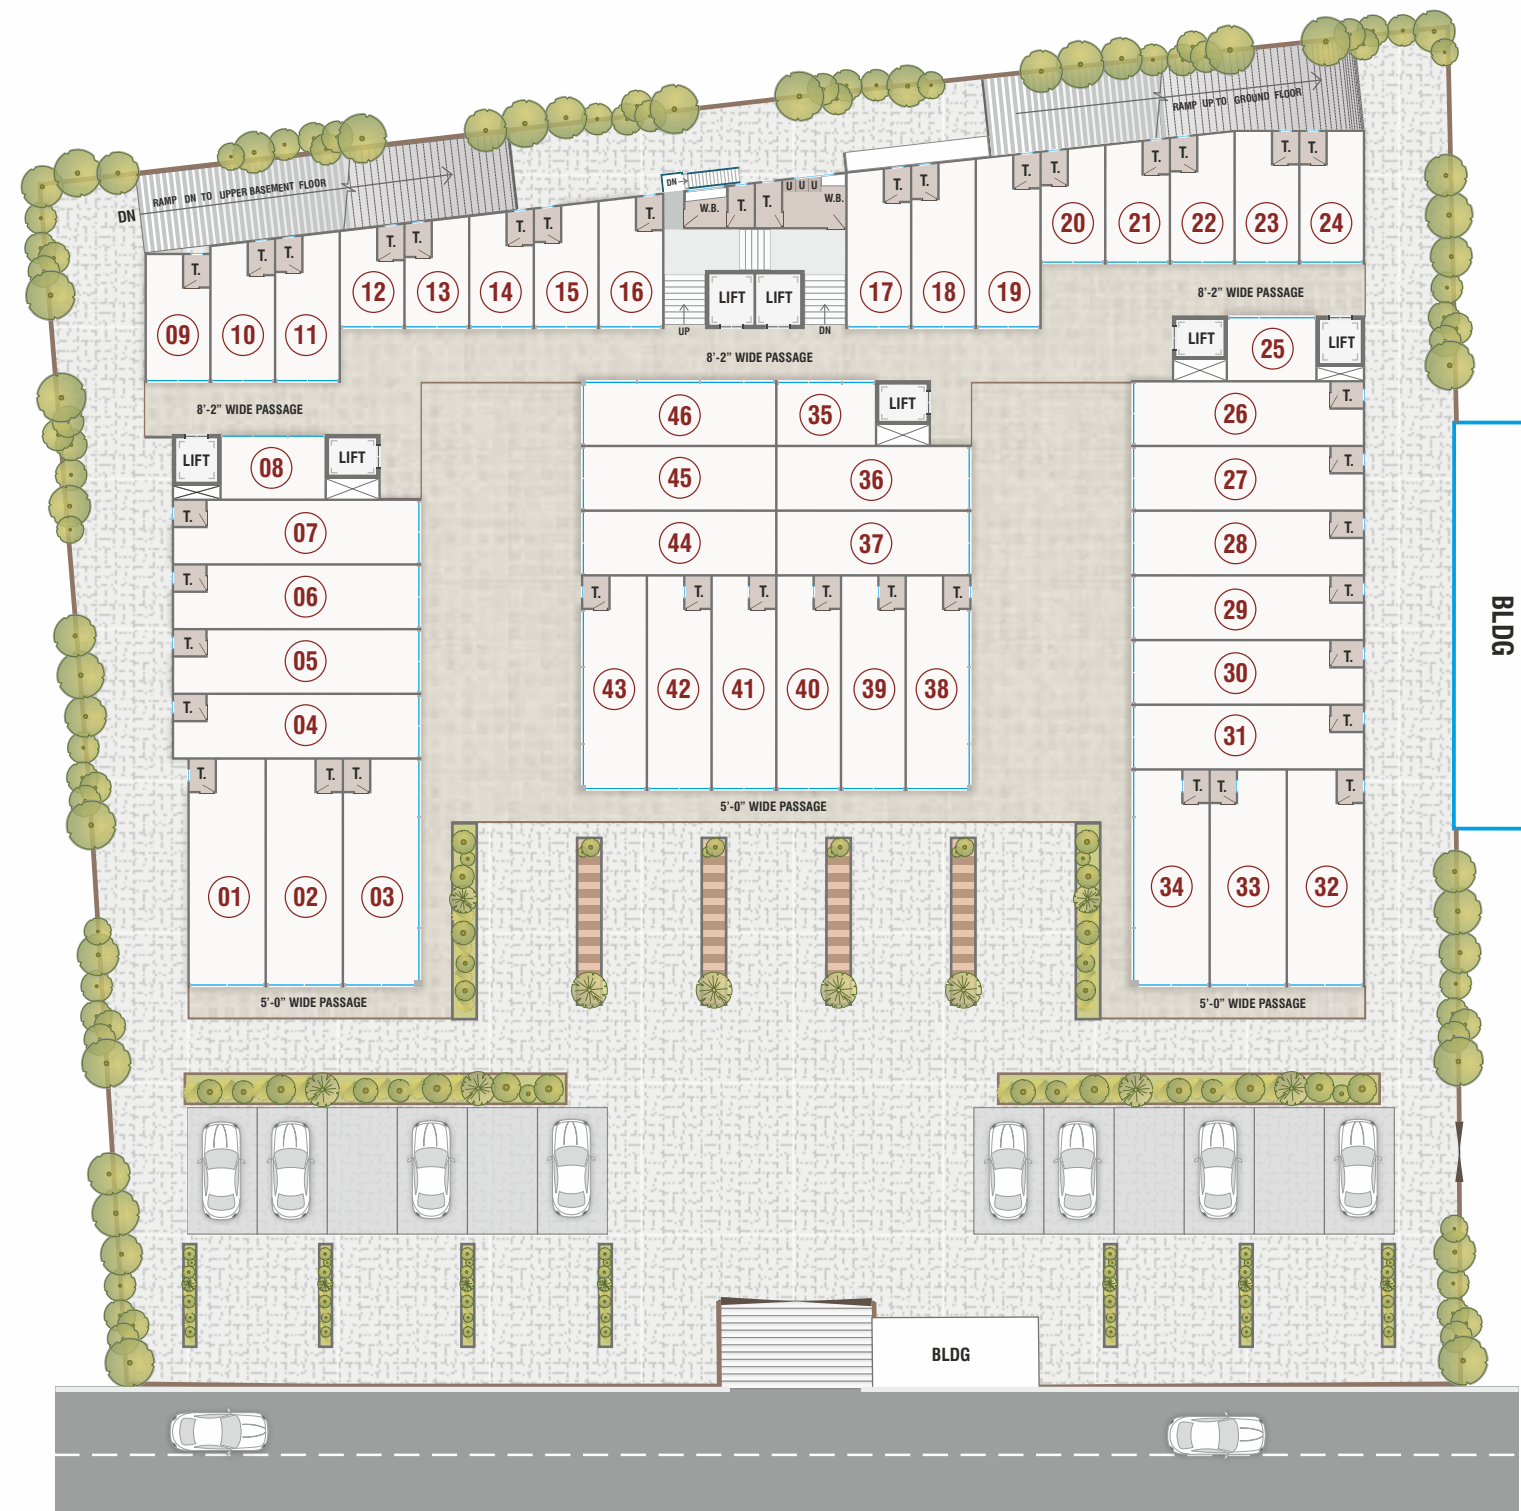 RAMP UP TO GROUND FLOOR
RAMP DN TO UPPER BASEMENT FLOOR
DN
DN
W.B.
T.
T.
U U U
W.B.
T.
T.
T.
T.
T.
T.
T.
T.
20
21
22
23
24
T.
T.
T.
T.
T.
T.
T.
T.
09
10
11
12
13
14
15
16
UP
LIFT
LIFT
DN
17
18
19
8'-2" WIDE PASSAGE
8'-2" WIDE PASSAGE
8'-2" WIDE PASSAGE
LIFT
25
LIFT
LIFT
08
LIFT
46
35
LIFT
26
T.
45
36
27
T.
44
37
28
T.
T.
07
T.
06
T.
05
T.
04
29
T.
30
T.
31
T.
T.
T.
T.
T.
T.
T.
43
42
41
40
39
38
5'-0" WIDE PASSAGE
T.
T.
T.
01
02
03
5'-0" WIDE PASSAGE
T.
T.
T.
34
33
32
5'-0" WIDE PASSAGE
BLDG
BLDG